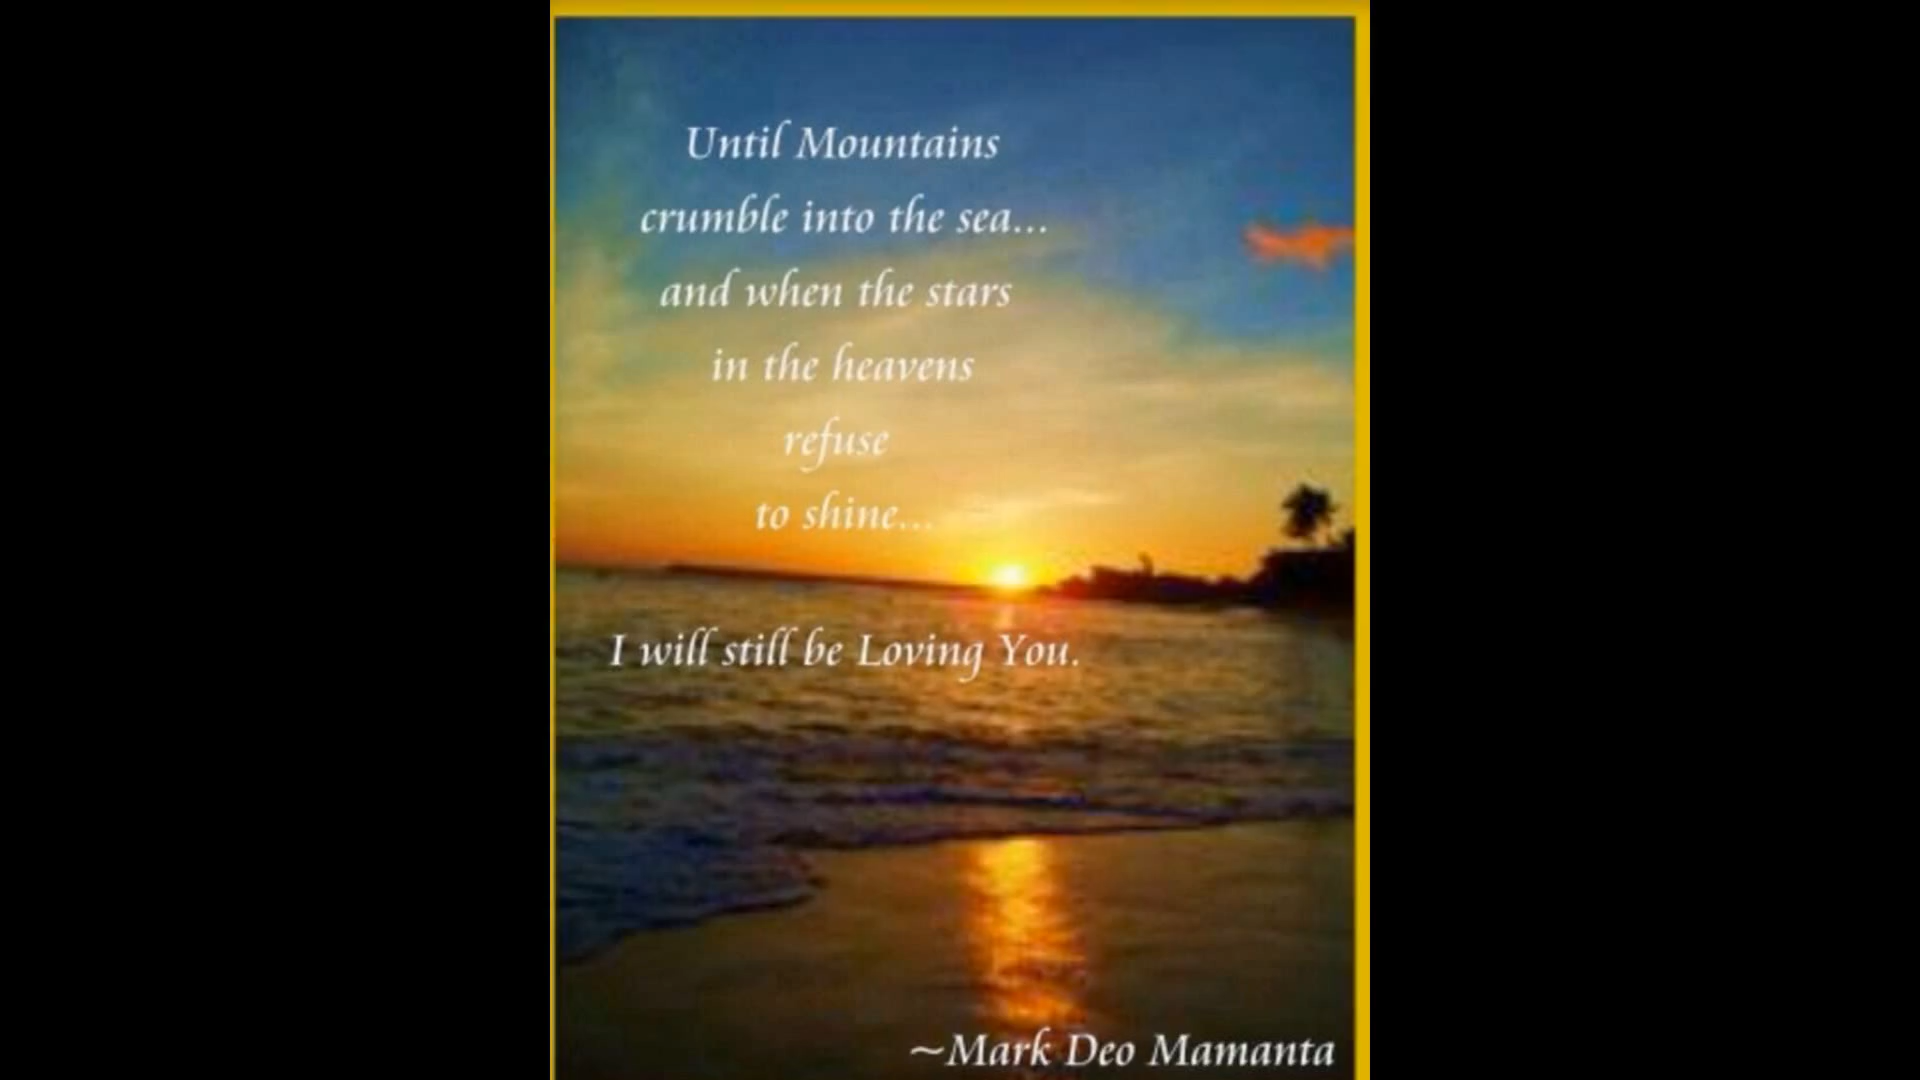 Until Mountains
crumble into the sea...
and when the stars
in the heavens
refuse
to shine...
I will still be Loving You.
~Mark Deo Mamanta